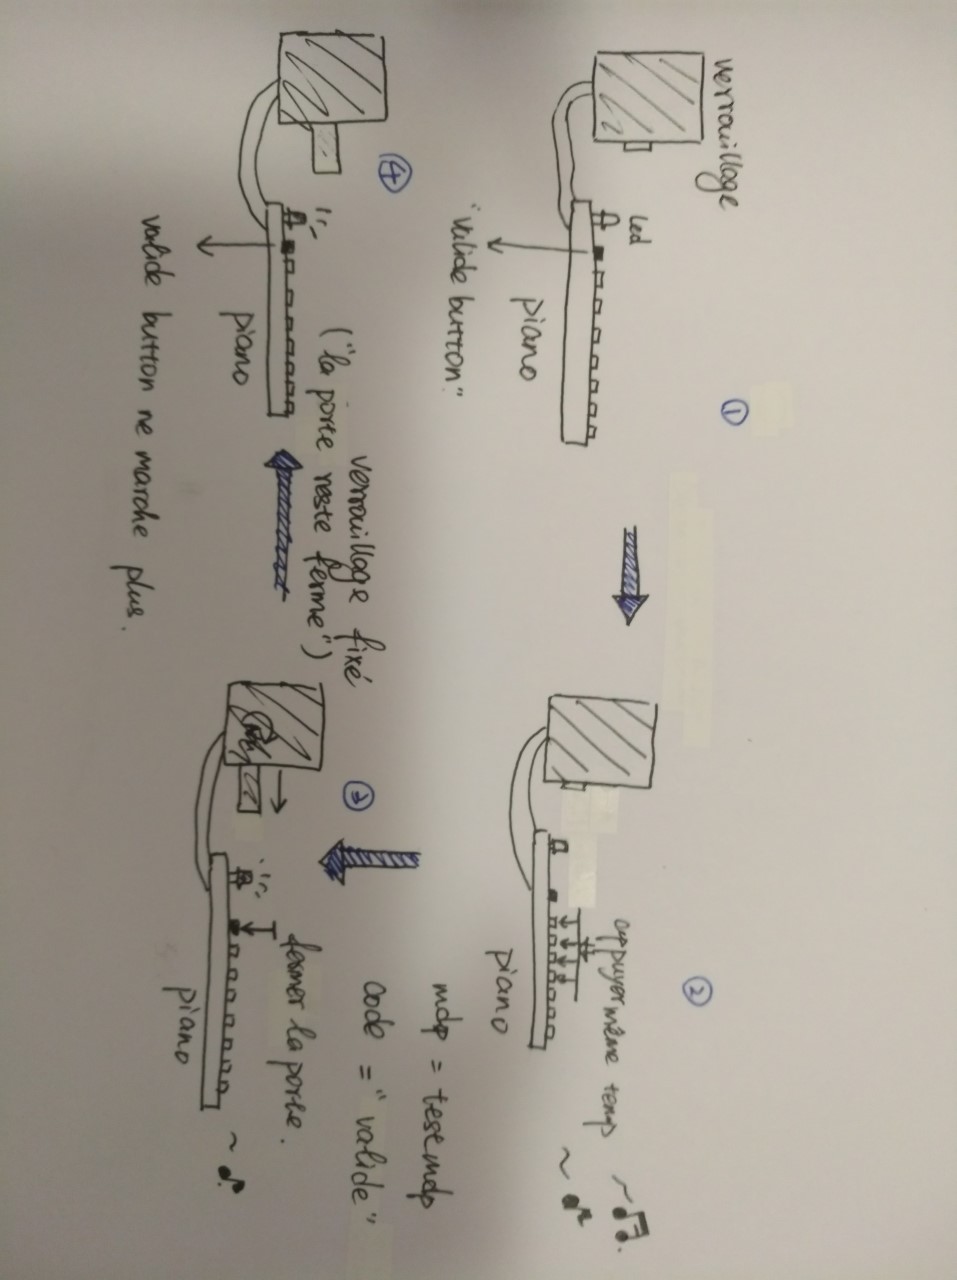 verrouillage
led
"valide button"
piano
①
②
appuyer même temp
piano
mdp = testmdp
code = "valide"
③
fermer la porte.
piano
④
verrouillage fixé
("la porte reste fermé")
piano
valide button ne marche plus.